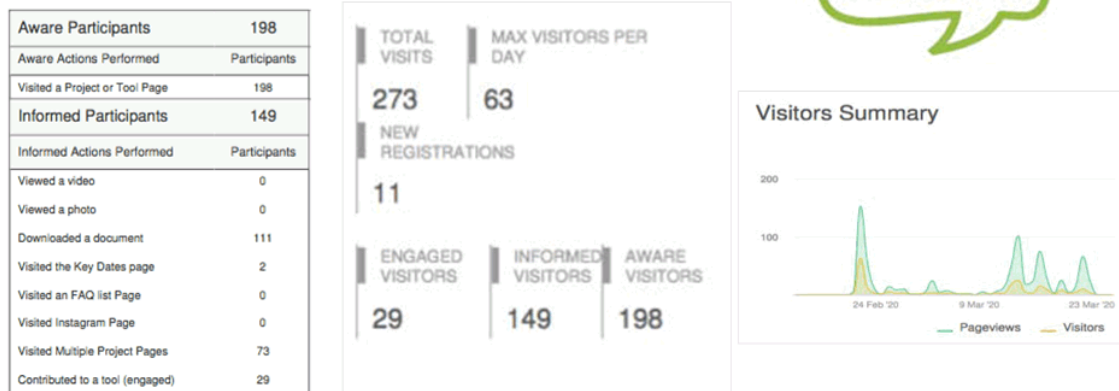 Aware Participants 198
Aware Actions Performed Participants
Visited a Project or Tool Page 198
Informed Participants 149
Informed Actions Performed Participants
Viewed a video 0
Viewed a photo 0
Downloaded a document 111
Visited the Key Dates page 2
Visited an FAQ list Page 0
Visited Instagram Page 0
Visited Multiple Project Pages 73
Contributed to a tool (engaged) 29
TOTAL VISITS
273
MAX VISITORS PER DAY
63
NEW REGISTRATIONS
11
ENGAGED VISITORS
29
INFORMED VISITORS
149
AWARE VISITORS
198
Visitors Summary
200
100
24 Feb '20 9 Mar '20 23 Mar '20
Pageviews Visitors